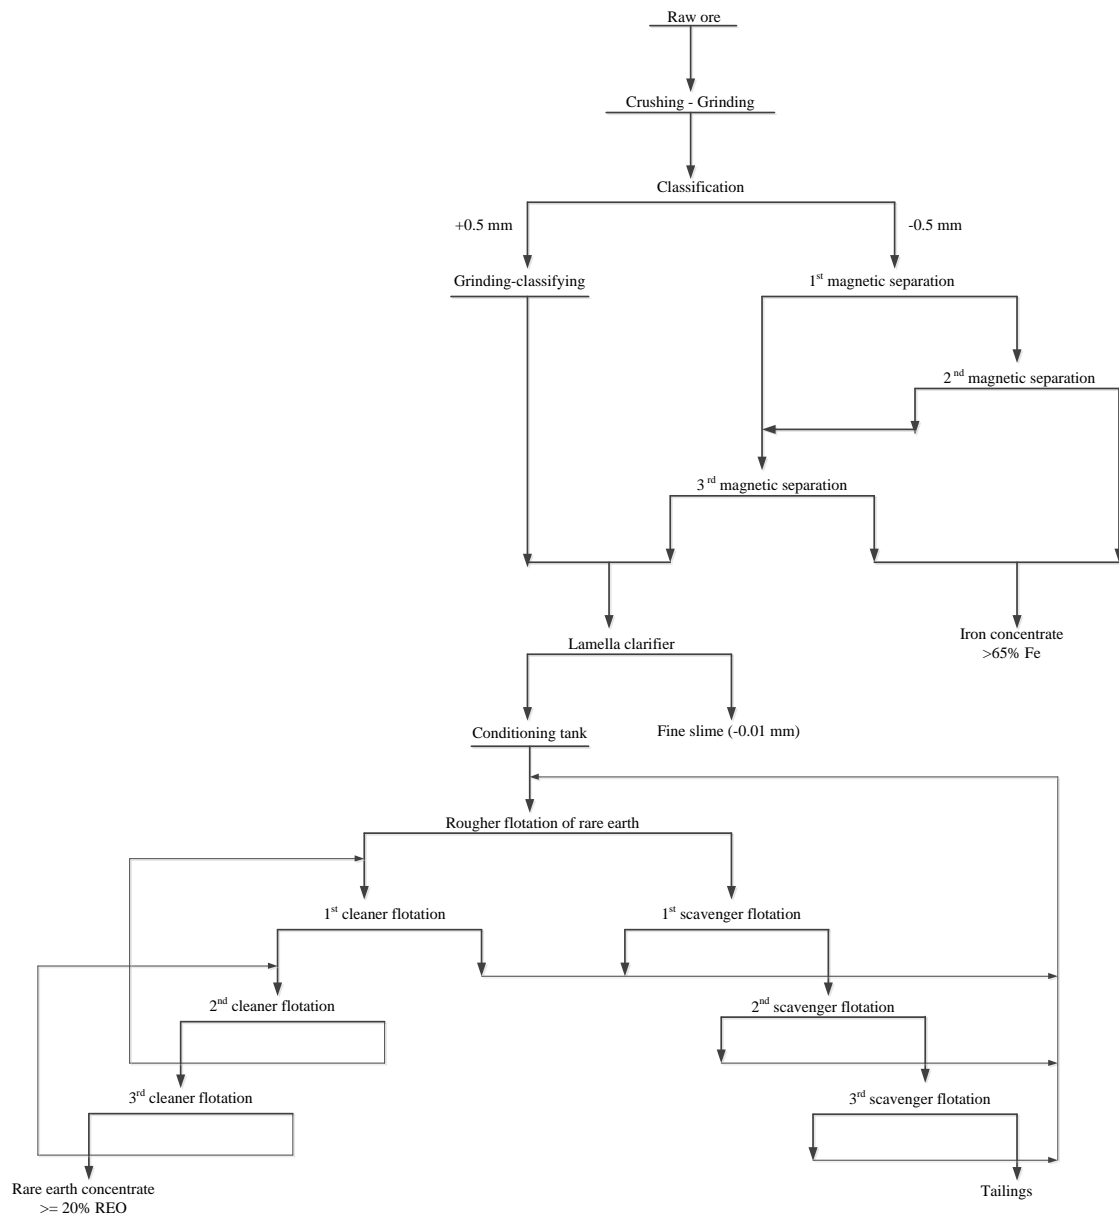 Raw ore
Crushing - Grinding
Classification
+0.5 mm
-0.5 mm
Grinding-classifying
1st magnetic separation
2nd magnetic separation
3rd magnetic separation
Lamella clarifier
Iron concentrate
>65% Fe
Conditioning tank
Fine slime (-0.01 mm)
Rougher flotation of rare earth
1st cleaner flotation
1st scavenger flotation
2nd cleaner flotation
2nd scavenger flotation
3rd cleaner flotation
3rd scavenger flotation
Rare earth concentrate
>= 20% REO
Tailings